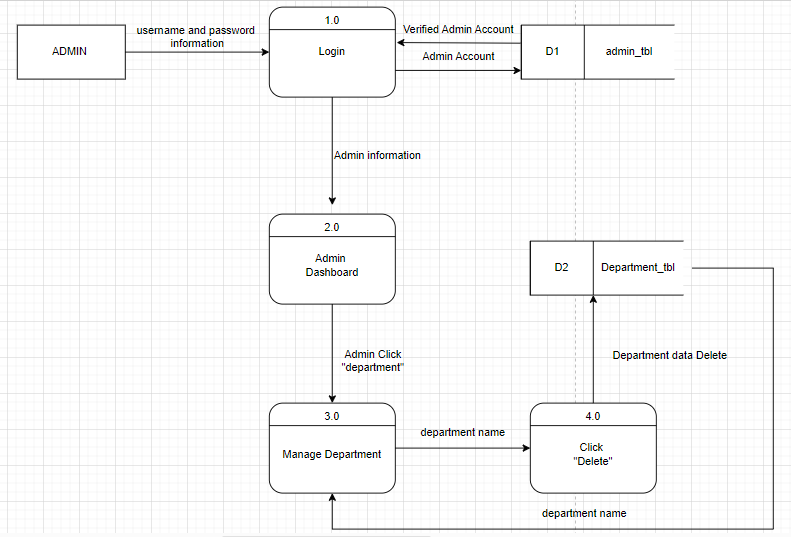 ADMIN
username and password
information
1.0
Login
Verified Admin Account
Admin Account
D1
admin_tbl
Admin information
2.0
Admin
Dashboard
D2
Department_tbl
Admin Click
"department"
Department data Delete
3.0
Manage Department
department name
4.0
Click
"Delete"
department name